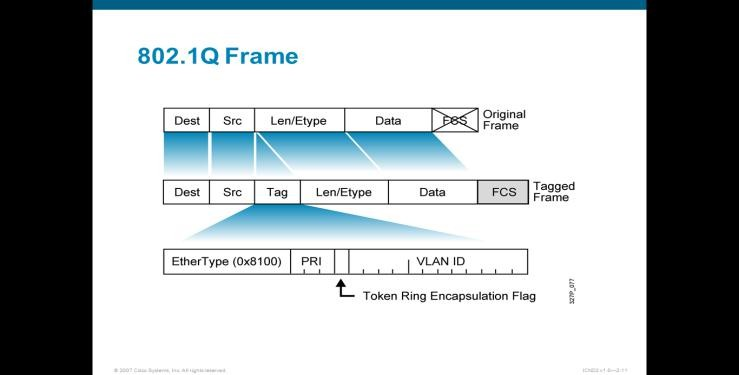 802.1Q Frame
Dest Src Len/Etype Data FCS Original
Frame
Dest Src Tag Len/Etype Data FCS Tagged
Frame
EtherType (0x8100) PRI VLAN ID
Token Ring Encapsulation Flag
S27P_077
© 2007 Cisco Systems, Inc. All rights reserved.
ICND2 v1.0—2-11